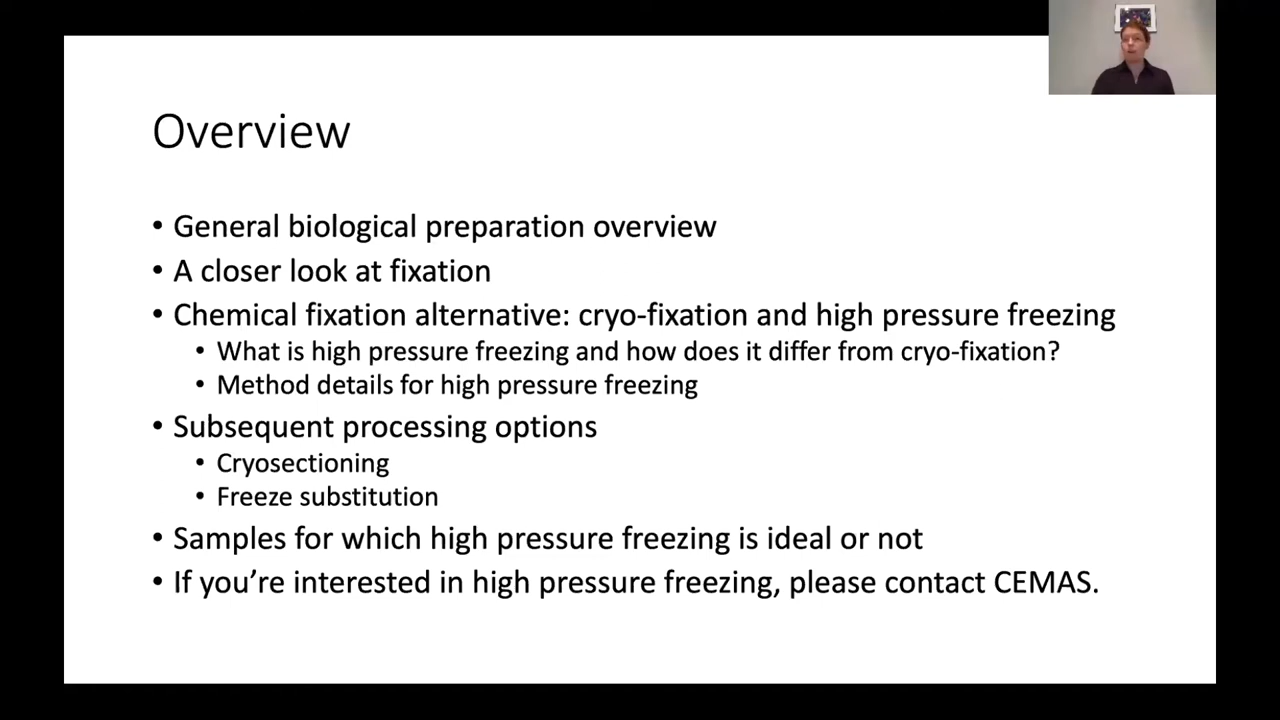 Overview
• General biological preparation overview
• A closer look at fixation
• Chemical fixation alternative: cryo-fixation and high pressure freezing
• What is high pressure freezing and how does it differ from cryo-fixation?
• Method details for high pressure freezing
• Subsequent processing options
• Cryosectioning
• Freeze substitution
• Samples for which high pressure freezing is ideal or not
• If you’re interested in high pressure freezing, please contact CEMAS.